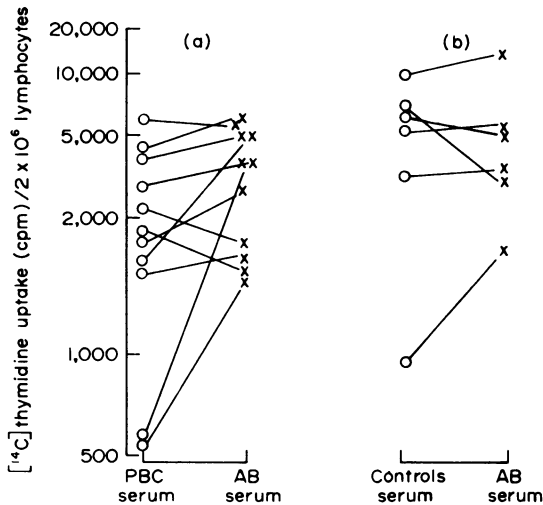 [¹⁴C]thymidine uptake (cpm)/2 x 10⁶ lymphocytes
20,000
10,000
5,000
2,000
1,000
500
(a)
(b)
PBC
serum
AB
serum
Controls
serum
AB
serum